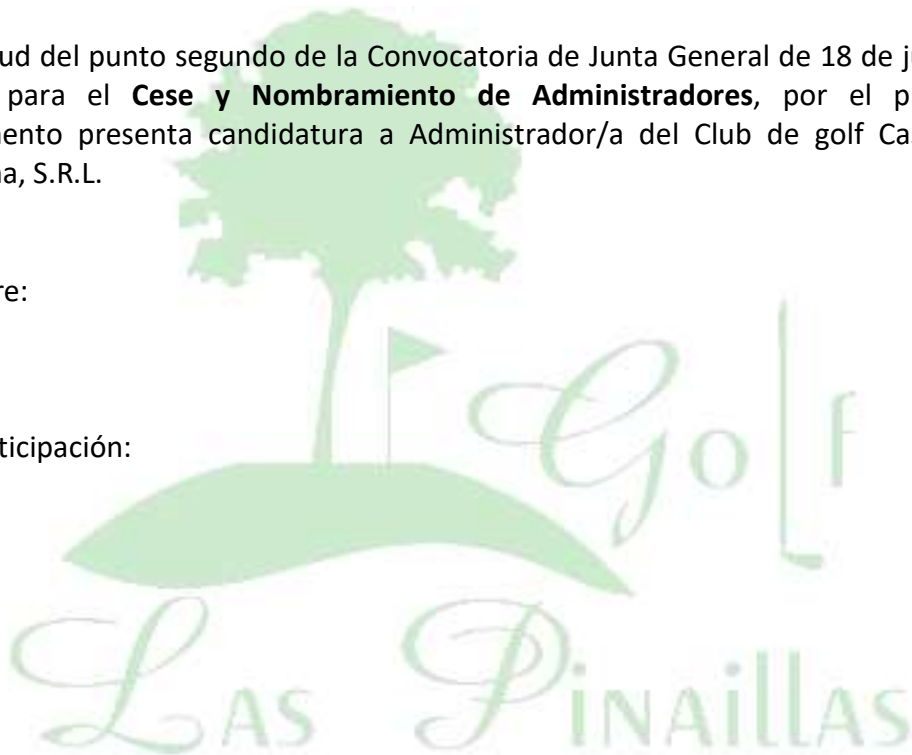 ud del punto segundo de la Convocatoria de Junta General de 18 de j
para el Cese y Nombramiento de Administradores, por el p
ento presenta candidatura a Administrador/a del Club de golf Ca
a, S.R.L.
re:
ticipación:
Golf
Las Pinaillas